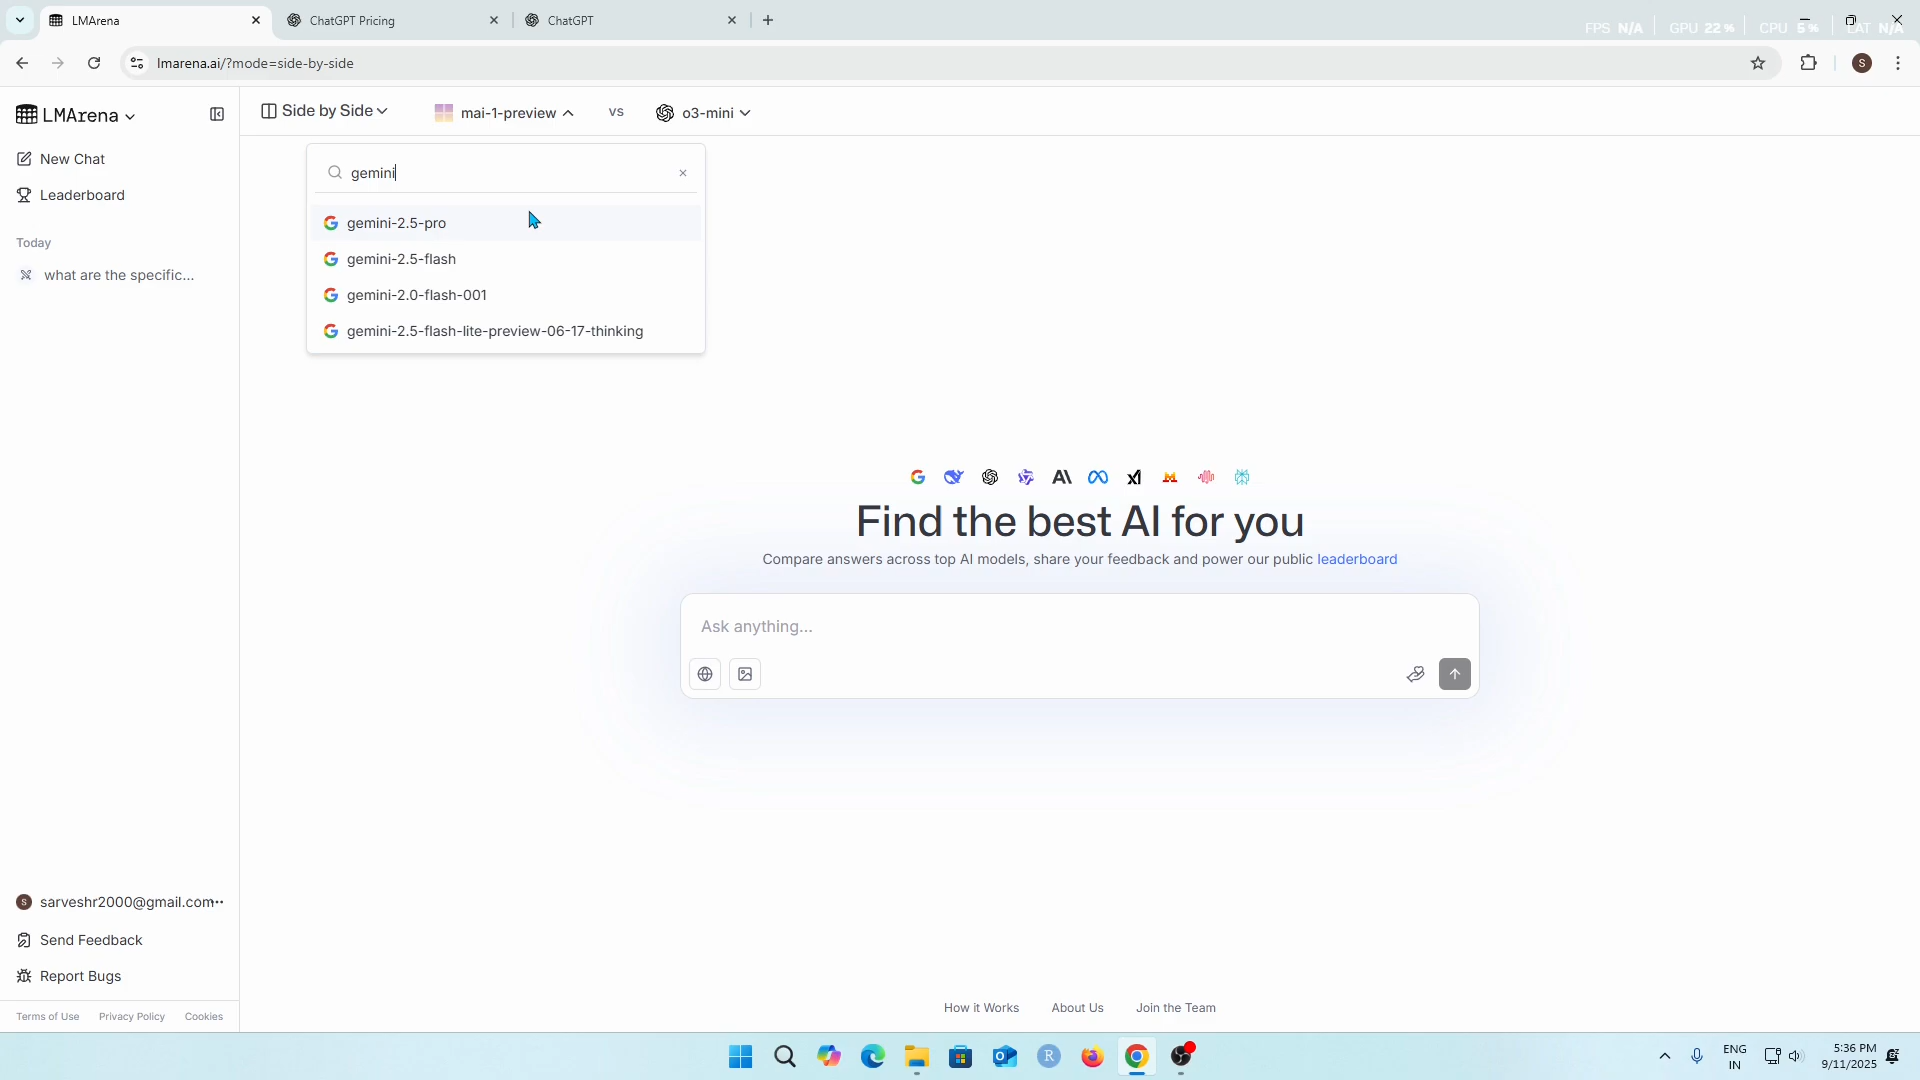 LMArena
ChatGPT Pricing
ChatGPT
FPS N/A GPU 22 % CPU 5 % LAT N/A
lmarena.ai/?mode=side-by-side
S
LMArena
Side by Side
mai-1-preview
vs
o3-mini
New Chat
gemini
Leaderboard
gemini-2.5-pro
Today
gemini-2.5-flash
what are the specific...
gemini-2.0-flash-001
gemini-2.5-flash-lite-preview-06-17-thinking
Find the best AI for you
Compare answers across top AI models, share your feedback and power our public leaderboard
Ask anything...
S sarveshr2000@gmail.com
Send Feedback
Report Bugs
How it Works About Us Join the Team
Terms of Use Privacy Policy Cookies
R
ENG
IN
5:36 PM
9/11/2025